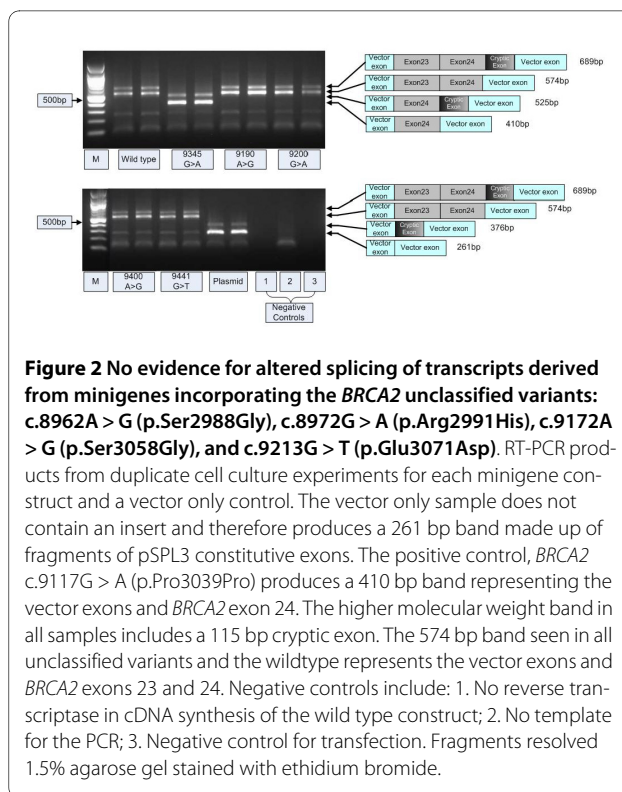 Vector exon Exon23 Exon24 Cryptic Exon Vector exon 689bp
Vector exon Exon23 Exon24 Vector exon 574bp
500bp
Vector exon Exon24 Cryptic Exon Vector exon 525bp
Vector exon Exon24 Vector exon 410bp
M Wild type 9345 G>A 9190 A>G 9200 G>A
Vector exon Exon23 Exon24 Cryptic Exon Vector exon 689bp
Vector exon Exon23 Exon24 Vector exon 574bp
500bp
Vector exon Cryptic Exon Vector exon 376bp
Vector exon Vector exon 261bp
M 9400 A>G 9441 G>T Plasmid 1 2 3
Negative Controls
Figure 2 No evidence for altered splicing of transcripts derived
from minigenes incorporating the BRCA2 unclassified variants:
c.8962A > G (p.Ser2988Gly), c.8972G > A (p.Arg2991His), c.9172A
> G (p.Ser3058Gly), and c.9213G > T (p.Glu3071Asp). RT-PCR prod-
ucts from duplicate cell culture experiments for each minigene con-
struct and a vector only control. The vector only sample does not
contain an insert and therefore produces a 261 bp band made up of
fragments of pSPL3 constitutive exons. The positive control, BRCA2
c.9117G > A (p.Pro3039Pro) produces a 410 bp band representing the
vector exons and BRCA2 exon 24. The higher molecular weight band in
all samples includes a 115 bp cryptic exon. The 574 bp band seen in all
unclassified variants and the wildtype represents the vector exons and
BRCA2 exons 23 and 24. Negative controls include: 1. No reverse tran-
scriptase in cDNA synthesis of the wild type construct; 2. No template
for the PCR; 3. Negative control for transfection. Fragments resolved
1.5% agarose gel stained with ethidium bromide.